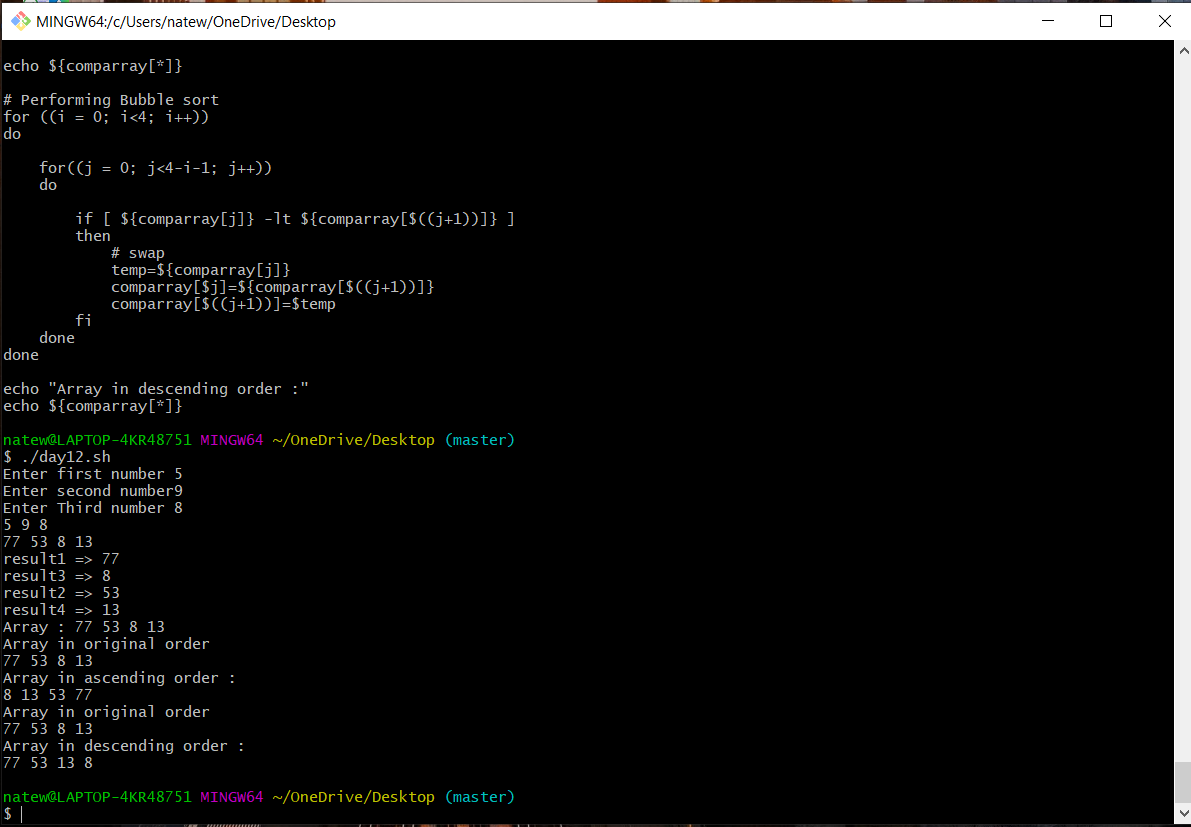 MINGW64:/c/Users/natew/OneDrive/Desktop
echo ${comparray[*]}
# Performing Bubble sort
for ((i = 0; i<4; i++))
do
for((j = 0; j<4-i-1; j++))
do
if [ ${comparray[j]} -lt ${comparray[$((j+1))]} ]
then
# swap
temp=${comparray[j]}
comparray[$j]=${comparray[$((j+1))]}
comparray[$((j+1))]=$temp
fi
done
done
echo "Array in descending order :"
echo ${comparray[*]}
natew@LAPTOP-4KR48751 MINGW64 ~/OneDrive/Desktop (master)
$ ./day12.sh
Enter first number 5
Enter second number9
Enter Third number 8
5 9 8
77 53 8 13
result1 => 77
result3 => 8
result2 => 53
result4 => 13
Array : 77 53 8 13
Array in original order
77 53 8 13
Array in ascending order :
8 13 53 77
Array in original order
77 53 8 13
Array in descending order :
77 53 13 8
natew@LAPTOP-4KR48751 MINGW64 ~/OneDrive/Desktop (master)
$